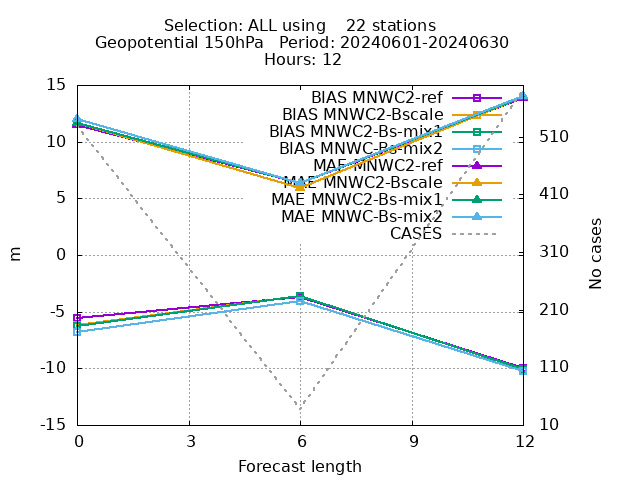 Selection: ALL using    22 stations
Geopotential 150hPa   Period: 20240601-20240630
Hours: 12
BIAS MNWC2-ref
BIAS MNWC2-Bscale
BIAS MNWC2-Bs-mix1
BIAS MNWC-Bs-mix2
MAE MNWC2-ref
MAE MNWC2-Bscale
MAE MNWC2-Bs-mix1
MAE MNWC-Bs-mix2
CASES
15
10
5
0
-5
-10
-15
m
510
410
310
210
110
10
No cases
0 3 6 9 12
Forecast length